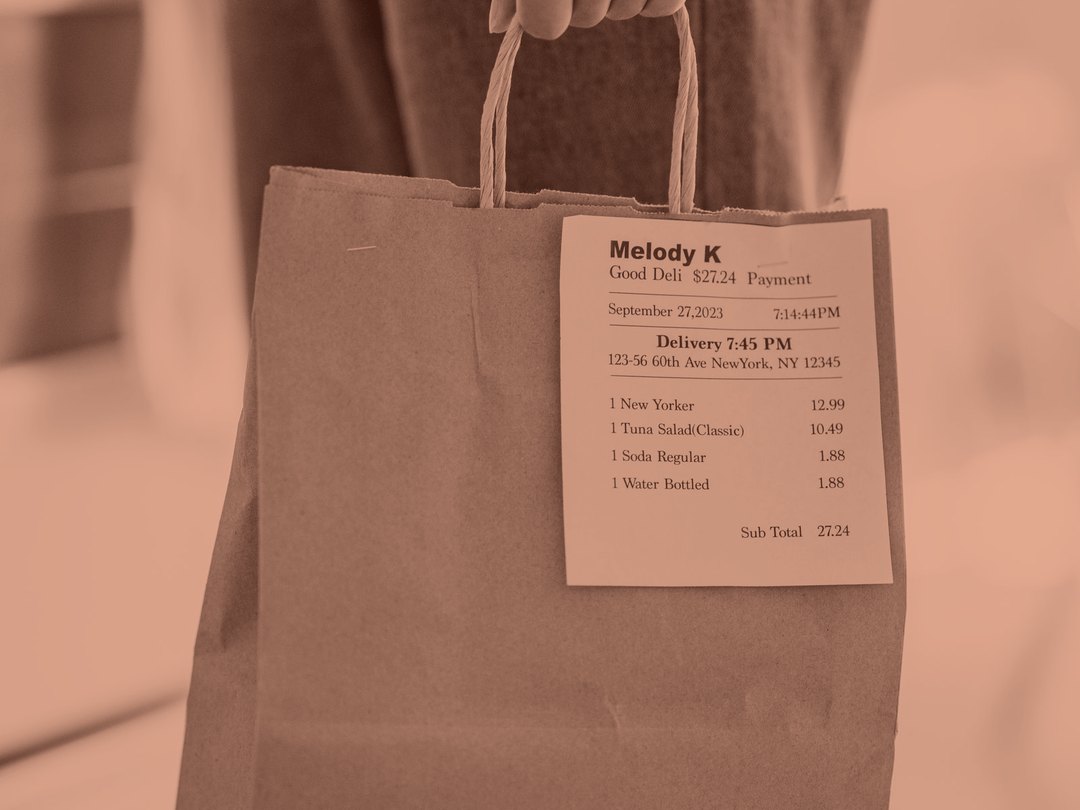 Melody K
Good Deli $27.24 Payment
September 27,2023 7:14:44PM
Delivery 7:45 PM
123-56 60th Ave NewYork, NY 12345
1 New Yorker 12.99
1 Tuna Salad(Classic) 10.49
1 Soda Regular 1.88
1 Water Bottled 1.88
Sub Total 27.24